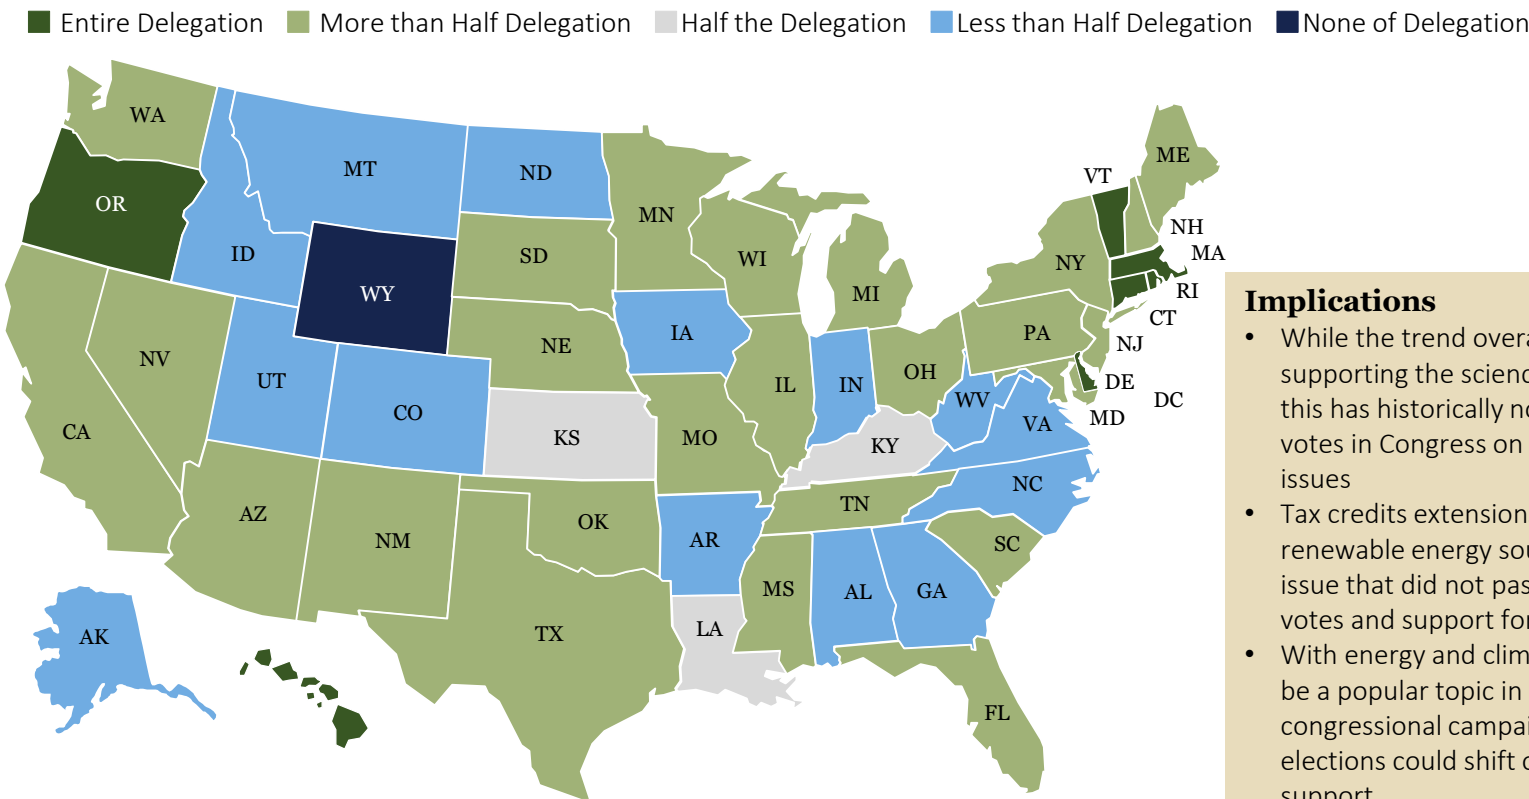 Entire Delegation More than Half Delegation Half the Delegation Less than Half Delegation None of Delegation
WA
OR
MT
ID
ND
MN
SD
WI
WY
NV
UT
CA
CO
NE
IA
KS
MO
IL
IN
MI
OH
KY
WV
VA
PA
NY
VT
ME
NH
MA
RI
CT
NJ
DE
DC
MD
NC
TN
SC
AZ
NM
OK
AR
MS
AL
GA
TX
LA
FL
AK
Implications
• While the trend overa
supporting the scienc
this has historically no
votes in Congress on
issues
• Tax credits extension
renewable energy sou
issue that did not pas
votes and support for
• With energy and clim
be a popular topic in
congressional campai
elections could shift c
support